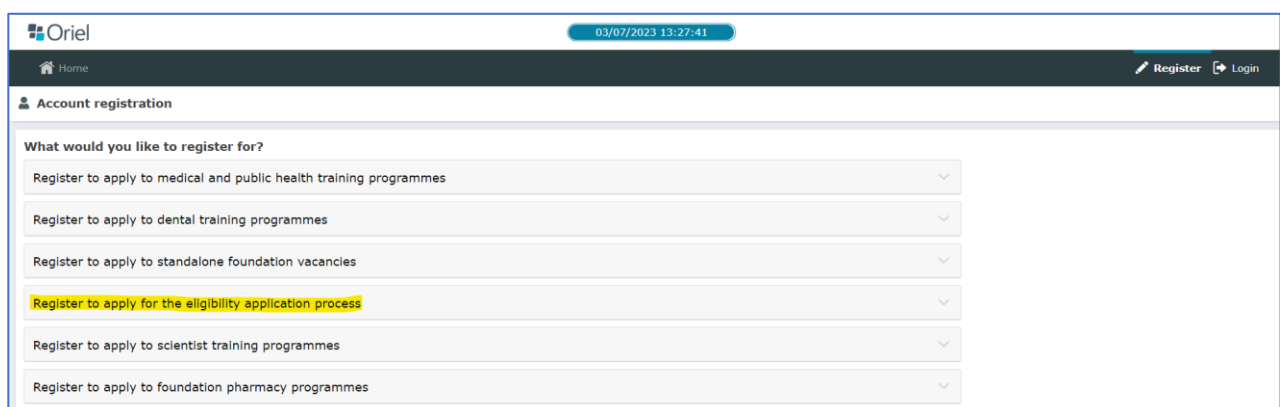 Oriel
03/07/2023 13:27:41
Home
Register
Login
Account registration
What would you like to register for?
Register to apply to medical and public health training programmes
Register to apply to dental training programmes
Register to apply to standalone foundation vacancies
Register to apply for the eligibility application process
Register to apply to scientist training programmes
Register to apply to foundation pharmacy programmes